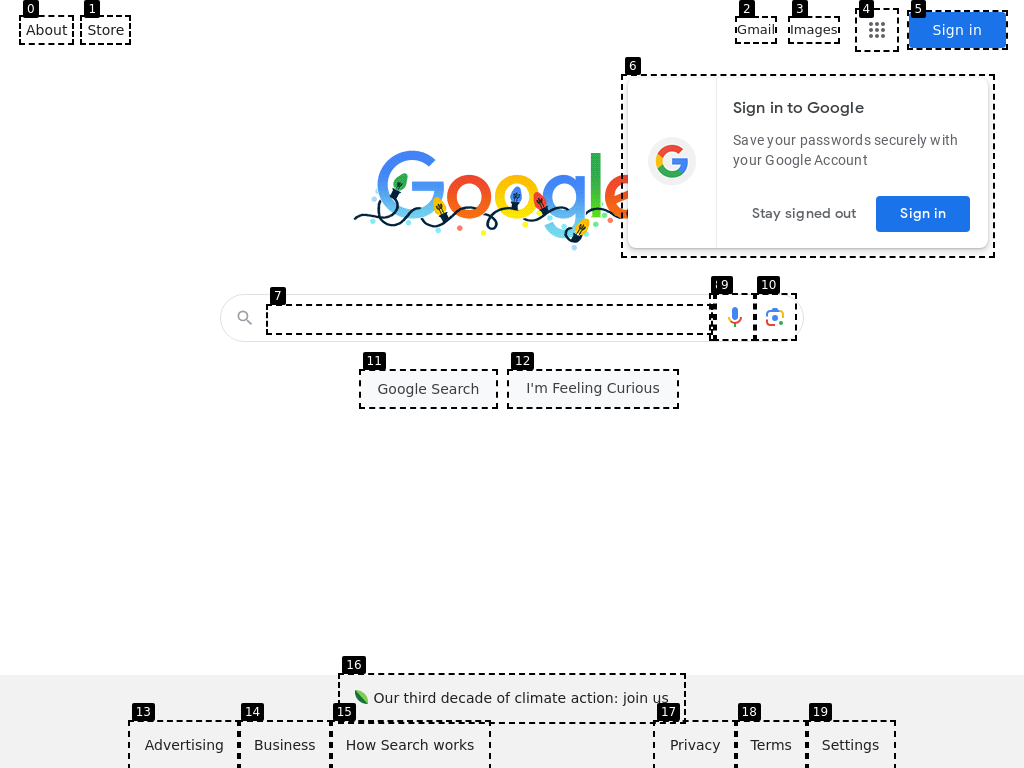 0 1 2 3 4 5
About Store Gmail Images Sign in
6
Sign in to Google
Save your passwords securely with
your Google Account
Stay signed out Sign in
Google
7 9 10
11 12
Google Search I'm Feeling Curious
16
Our third decade of climate action: join us
13 14 15 17 18 19
Advertising Business How Search works Privacy Terms Settings